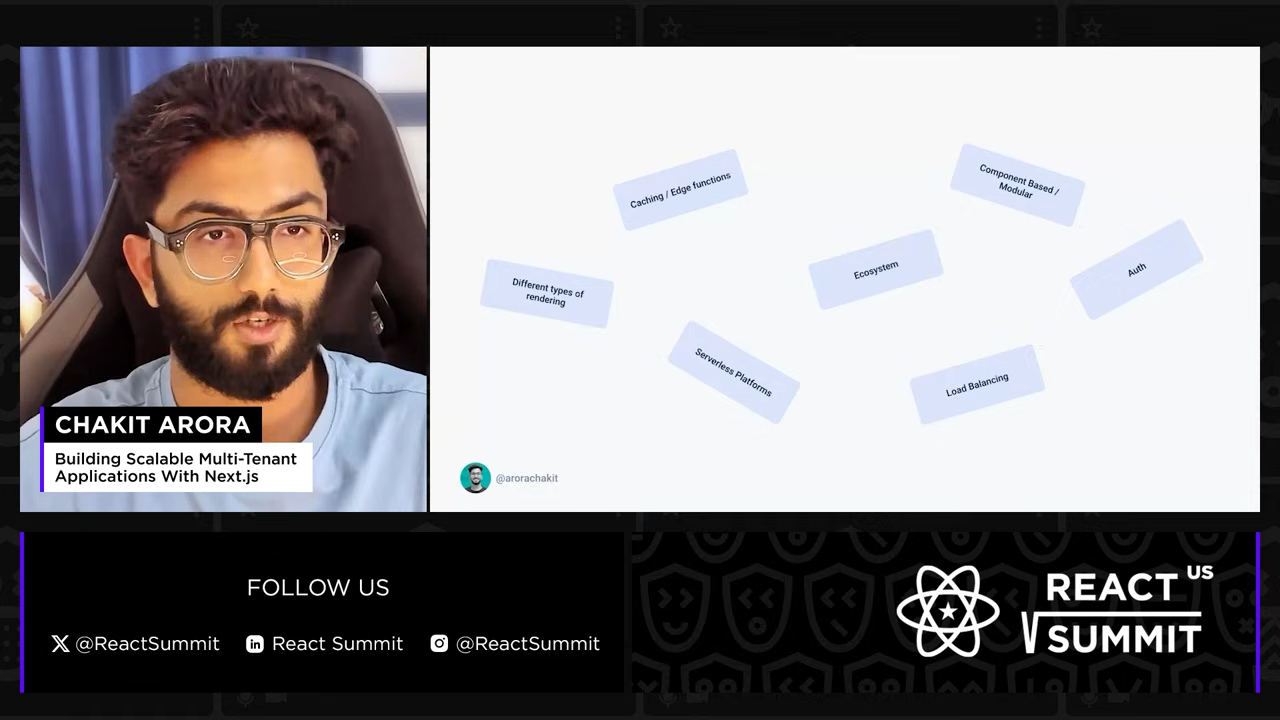 CHAKIT ARORA
Building Scalable Multi-Tenant
Applications With Next.js
Caching / Edge functions
Component Based /
Modular
Different types of
rendering
Ecosystem
Auth
Serverless Platforms
Load Balancing
@arorachakit
FOLLOW US
@ReactSummit
React Summit
@ReactSummit
REACT US
SUMMIT